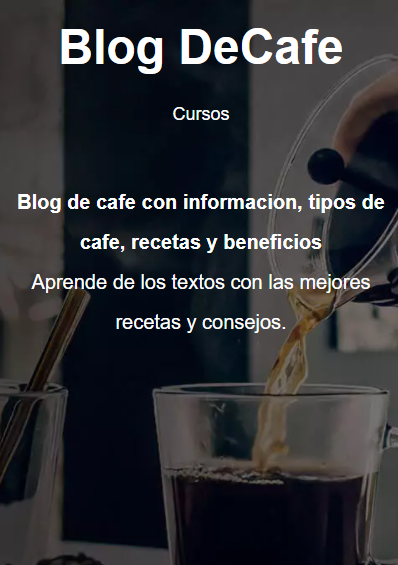 Blog DeCafe
Cursos
Blog de cafe con informacion, tipos de
cafe, recetas y beneficios
Aprende de los textos con las mejores
recetas y consejos.